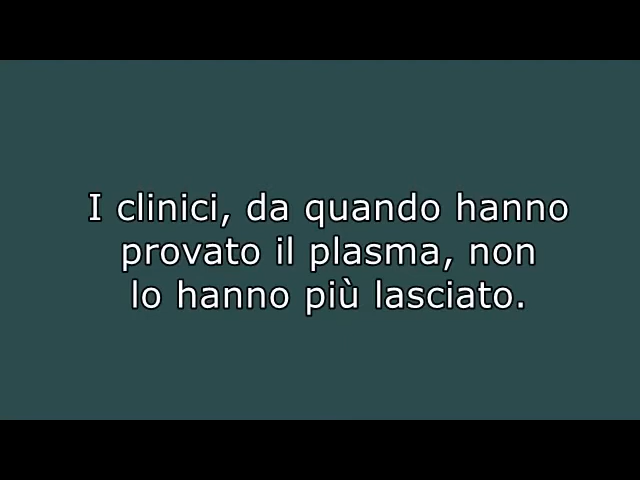 I clinici, da quando hanno
provato il plasma, non
lo hanno più lasciato.